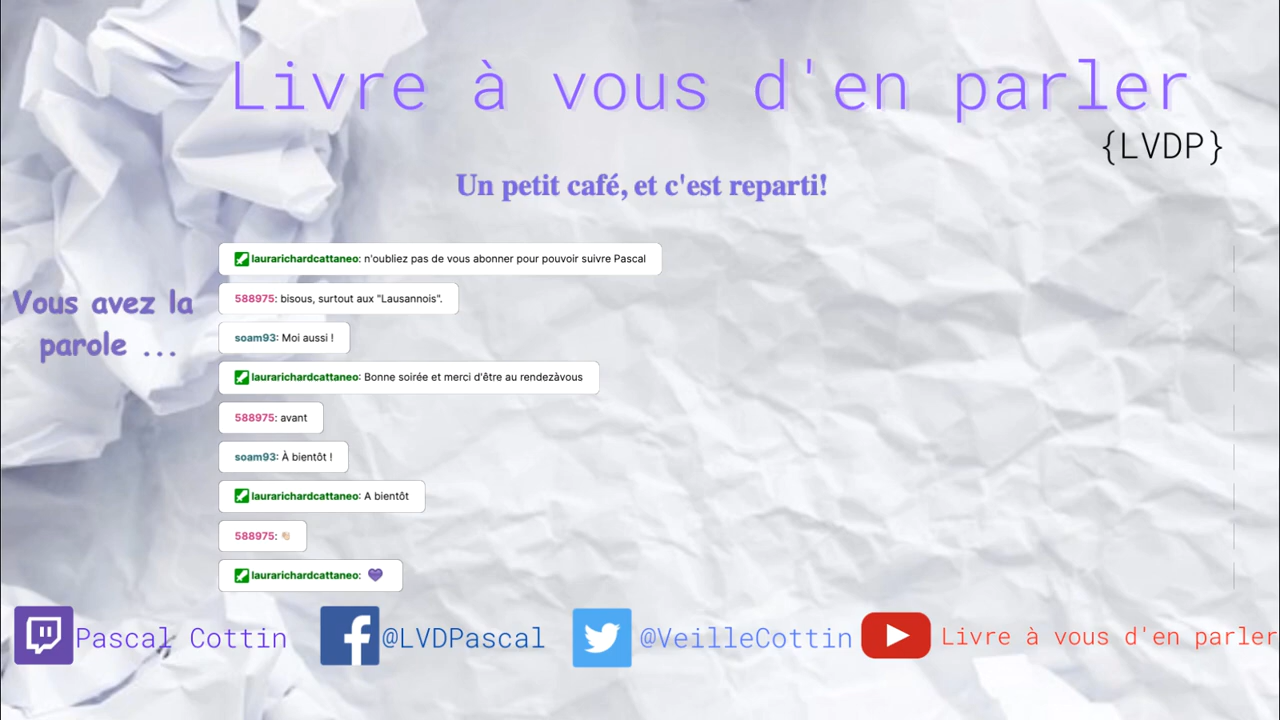 Livre à vous d'en parler
{LVDP}
Un petit café, et c'est reparti!
Vous avez la
parole ...
laurarichardcattaneo: n'oubliez pas de vous abonner pour pouvoir suivre Pascal
588975: bisous, surtout aux "Lausannois".
soam93: Moi aussi !
laurarichardcattaneo: Bonne soirée et merci d'être au rendezàvous
588975: avant
soam93: À bientôt !
laurarichardcattaneo: A bientôt
588975: 👏🏻
laurarichardcattaneo: 💜
Pascal Cottin
@LVDPascal
@VeilleCottin
Livre à vous d'en parler